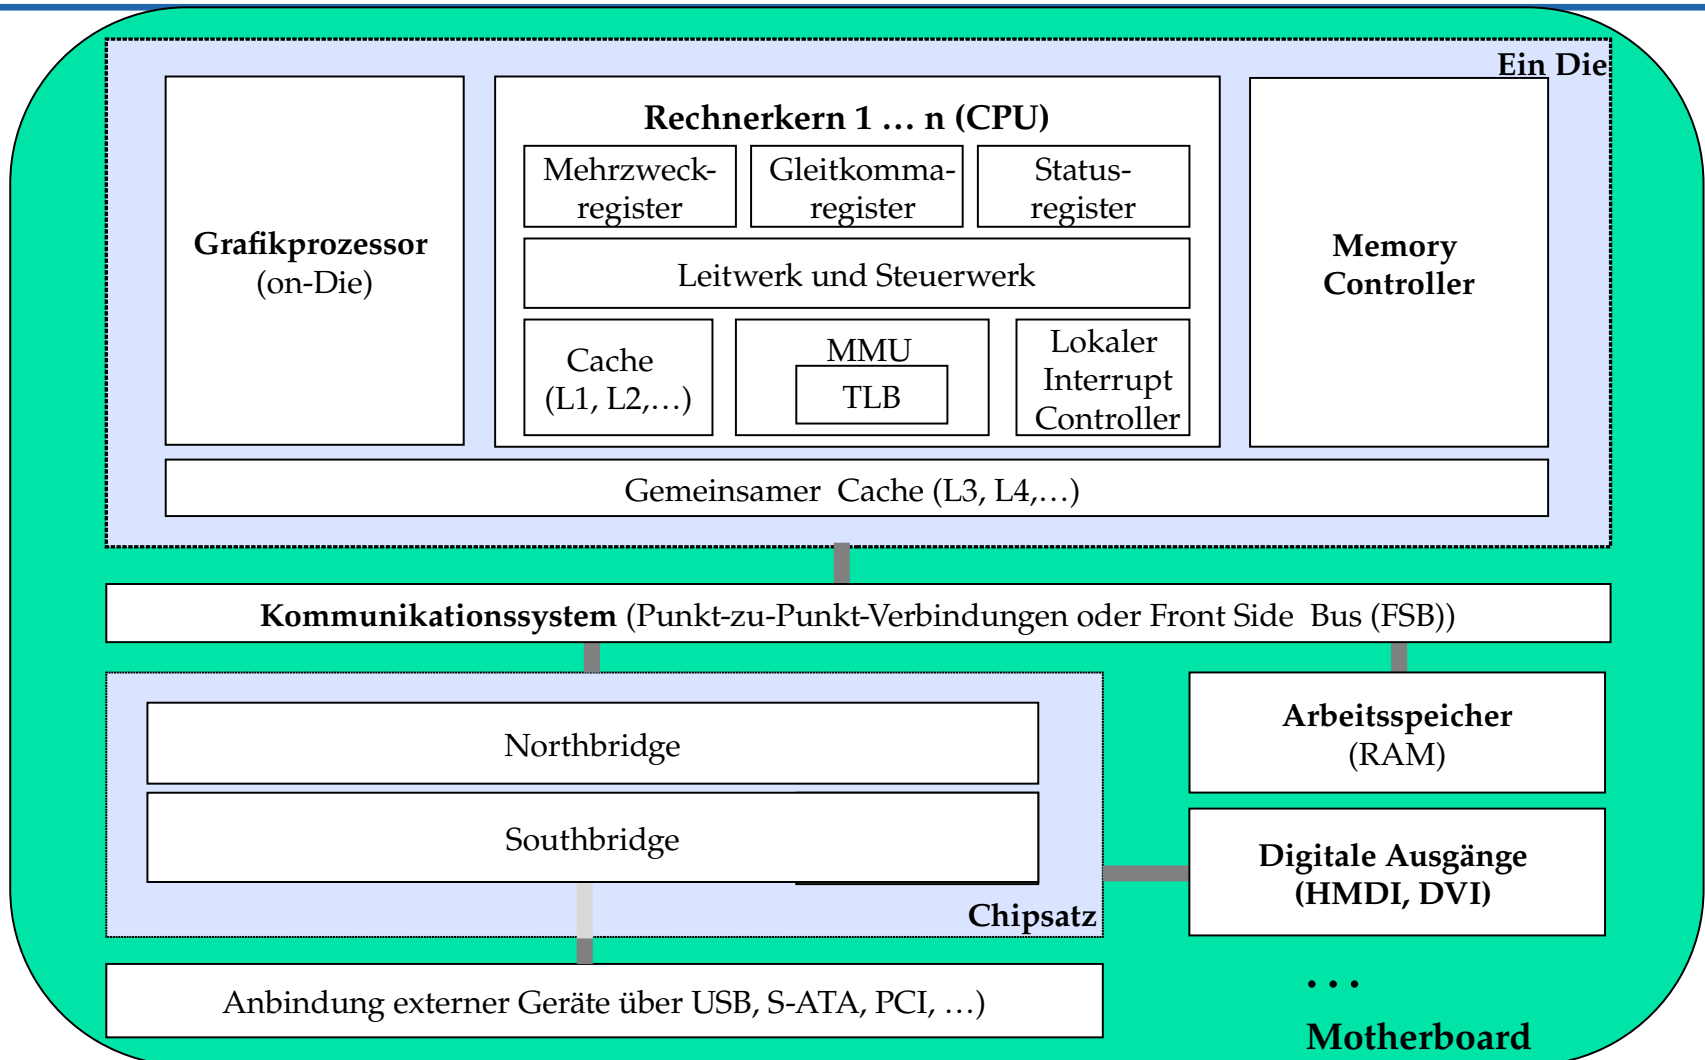 Ein Die
Rechnerkern 1 … n (CPU)
Mehrzweck-
register
Gleitkomma-
register
Status-
register
Grafikprozessor
(on-Die)
Leitwerk und Steuerwerk
Memory
Controller
Cache
(L1, L2,…)
MMU
TLB
Lokaler
Interrupt
Controller
Gemeinsamer Cache (L3, L4,…)
Kommunikationssystem (Punkt-zu-Punkt-Verbindungen oder Front Side Bus (FSB))
Northbridge
Southbridge
Chipsatz
Arbeitsspeicher
(RAM)
Digitale Ausgänge
(HMDI, DVI)
Anbindung externer Geräte über USB, S-ATA, PCI, …)
…
Motherboard